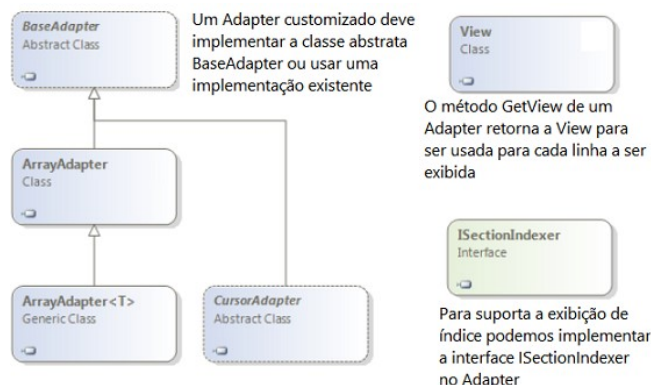 BaseAdapter
Abstract Class
Um Adapter customizado deve
implementar a classe abstrata
BaseAdapter ou usar uma
implementação existente
View
Class
O método GetView de um
Adapter retorna a View para
ser usada para cada linha a ser
exibida
ArrayAdapter
Class
ISectionIndexer
Interface
ArrayAdapter<T>
Generic Class
CursorAdapter
Abstract Class
Para suporta a exibição de
índice podemos implementar
a interface ISectionIndexer
no Adapter